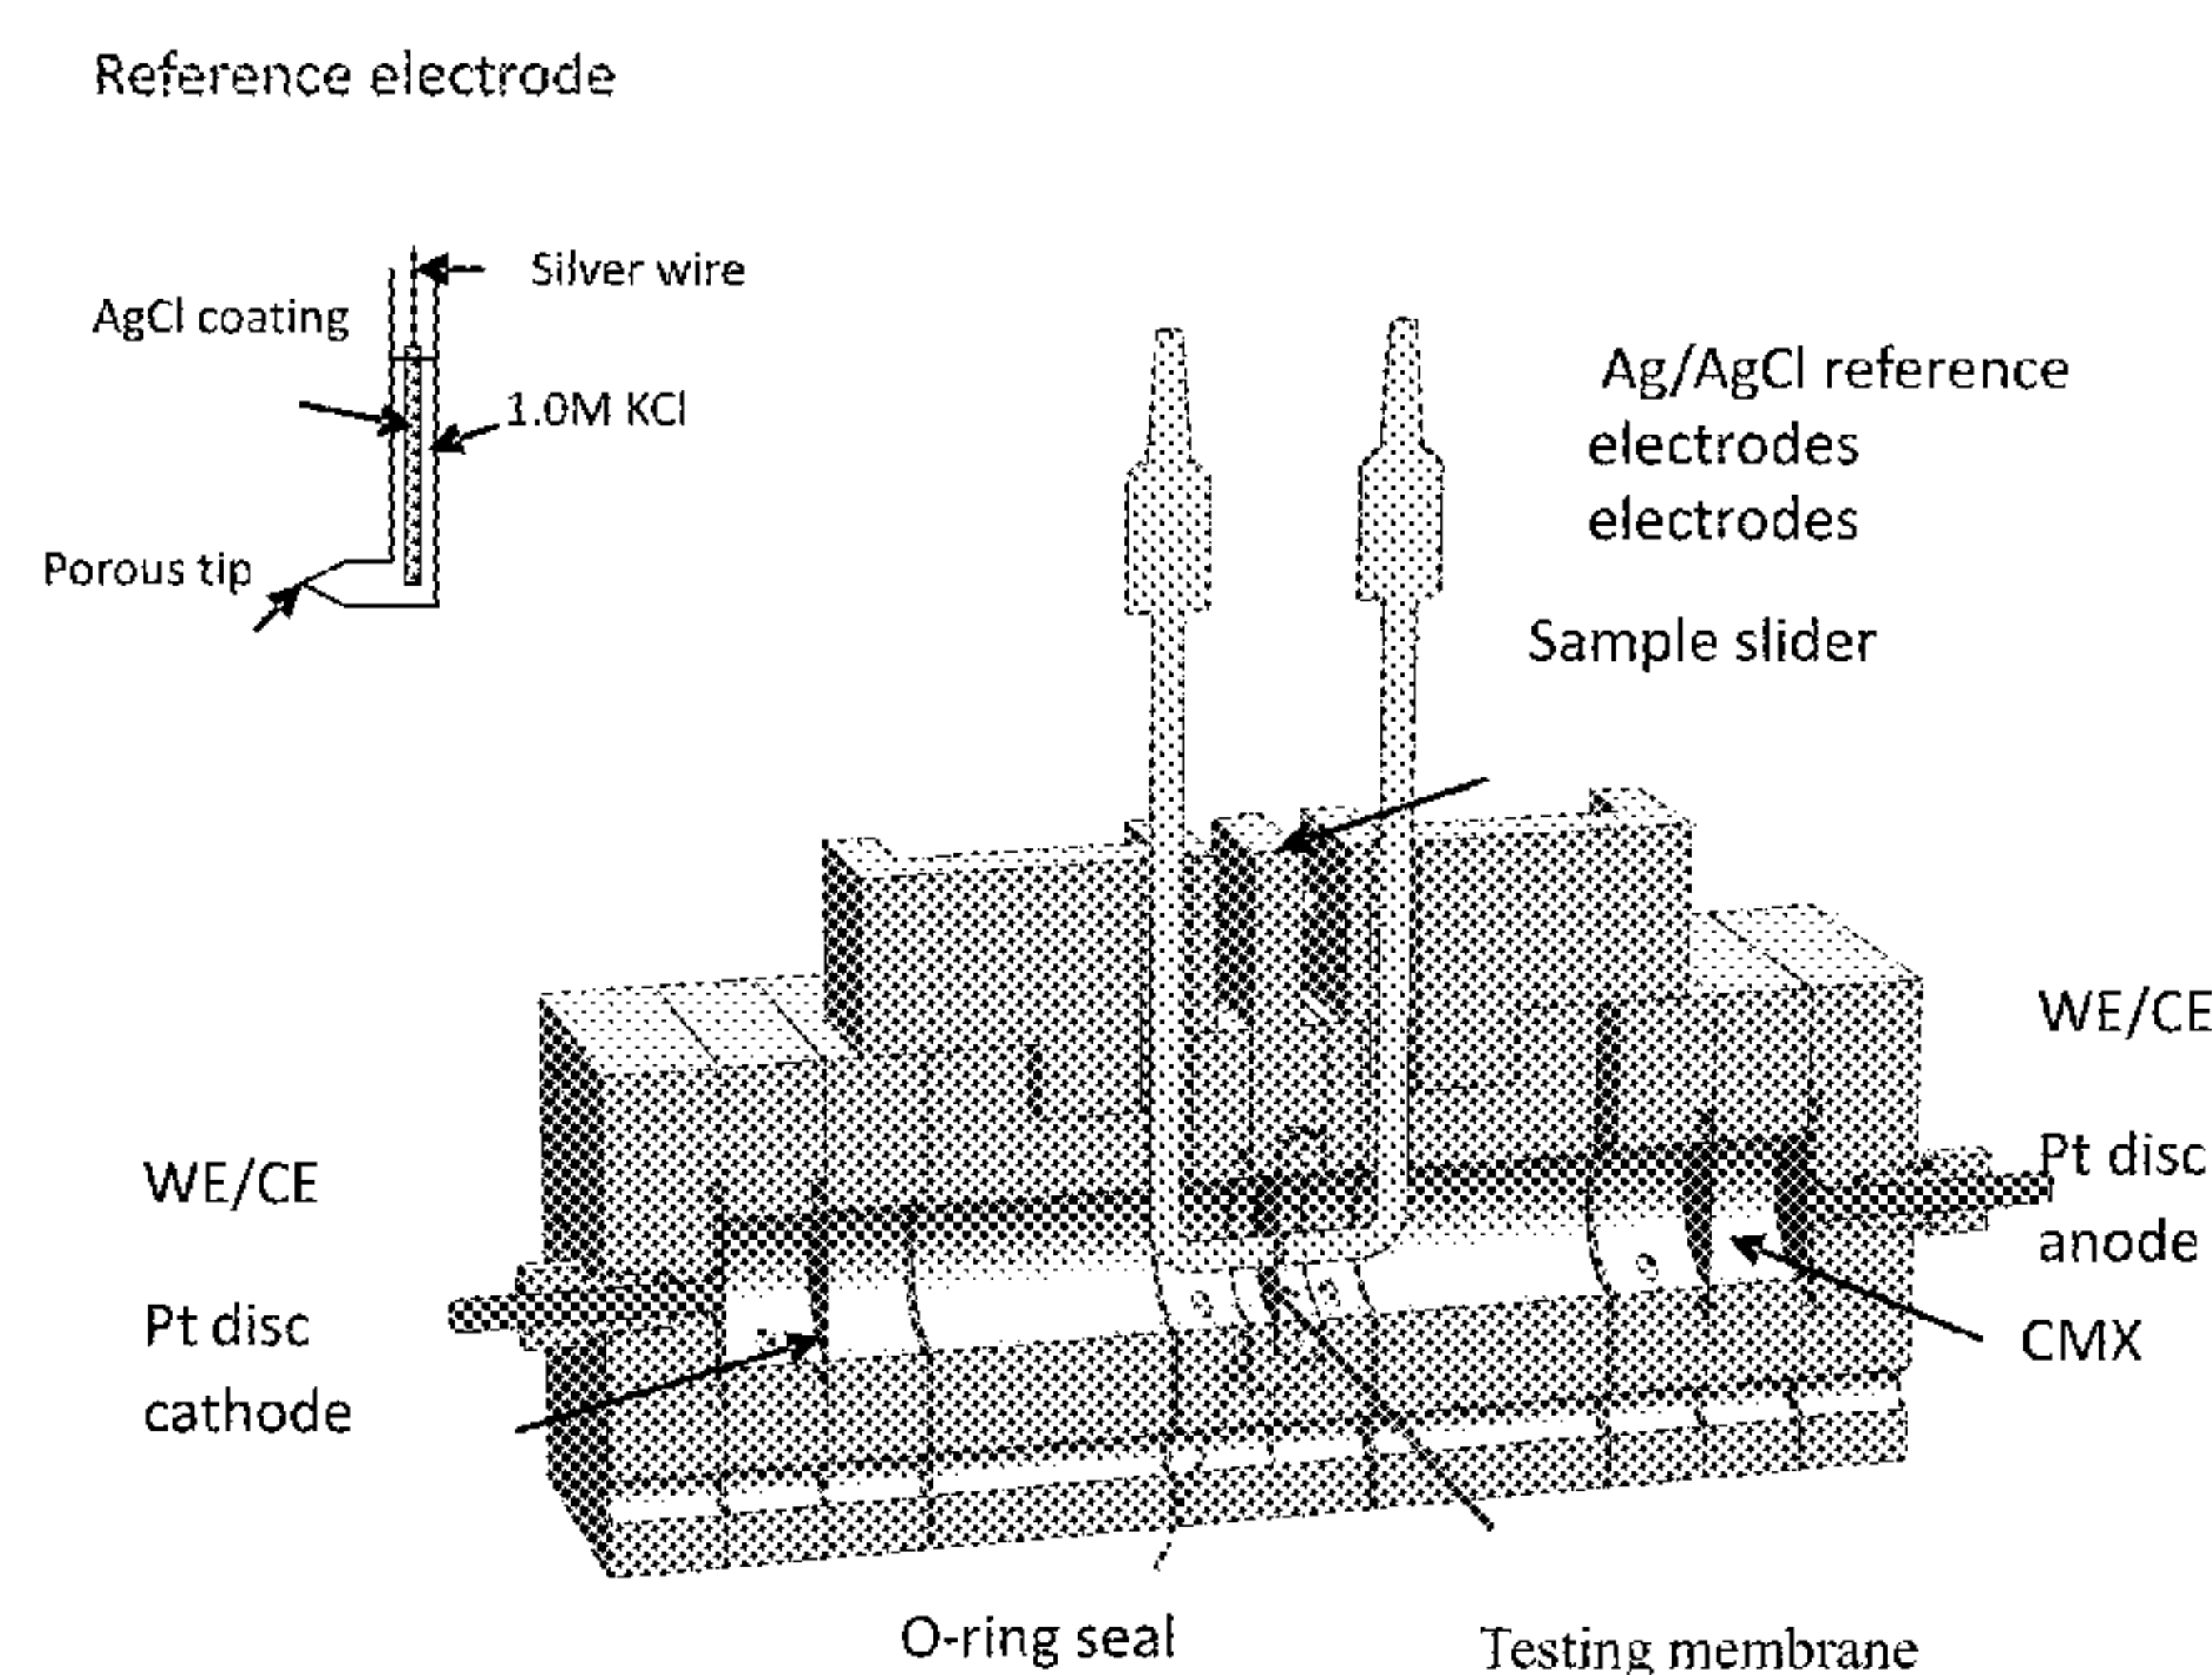 Reference electrode
Silver wire
AgCl coating
1.0M KCl
Porous tip
Ag/AgCl reference
electrodes
electrodes
Sample slider
WE/CE
Pt disc
anode
CMX
WE/CE
Pt disc
cathode
O-ring seal
Testing membrane